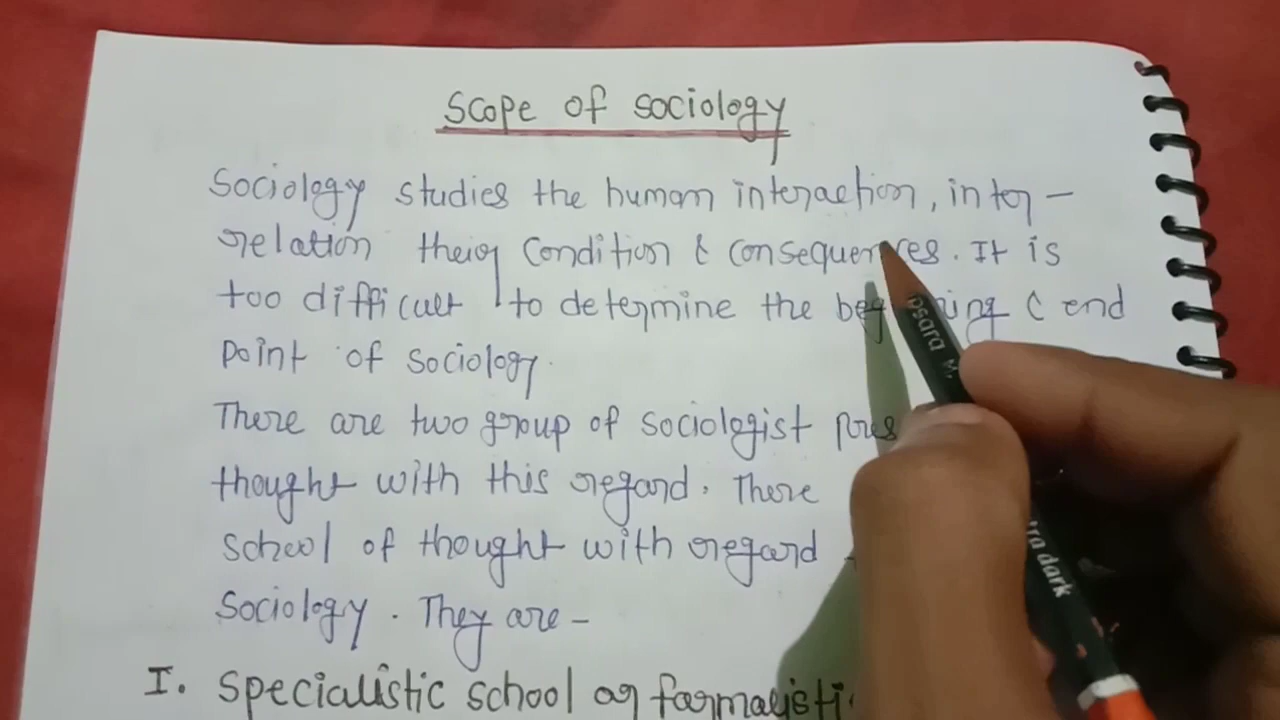 Scope of sociology
Sociology studies the human interaction, inter-
relation their Condition & Consequences. It is
too difficult to determine the end
point of sociology.
There are two group of sociologist
thought with this regard. There
School of thought with regard
Sociology. They are -
I. Specialistic school or
psara
dark